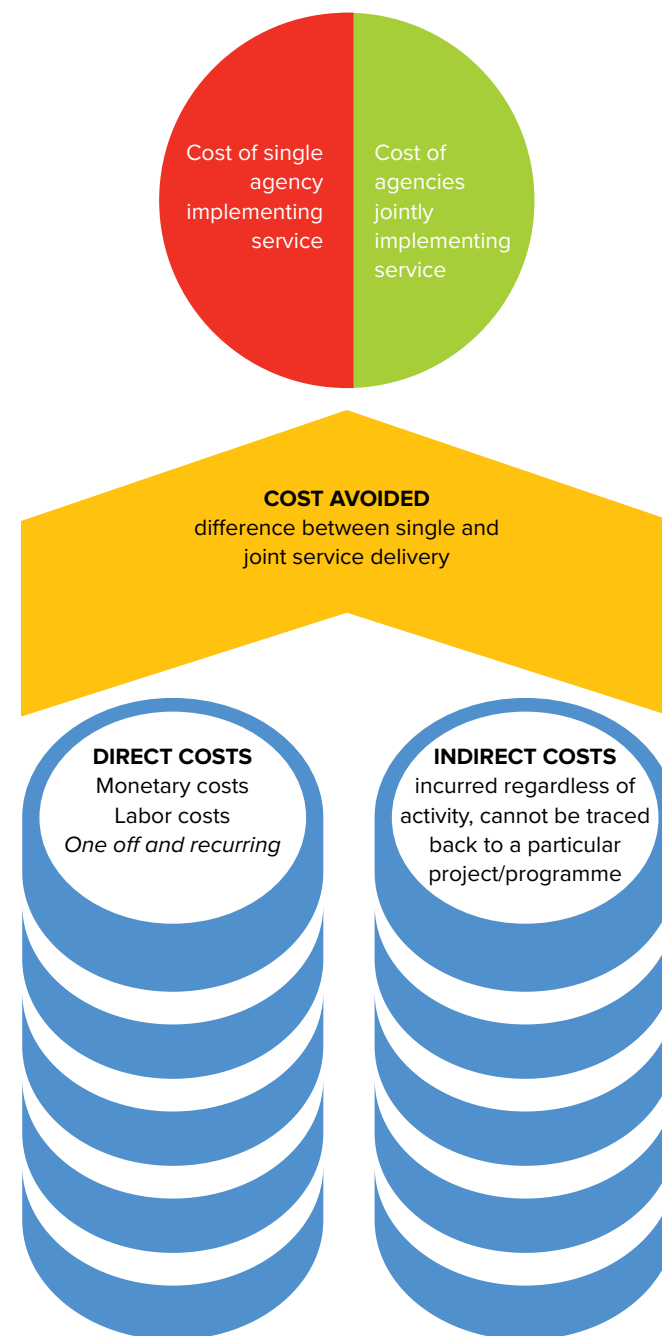 Cost of single
agency
implementing
service
Cost of
agencies
jointly
implementing
service
COST AVOIDED
difference between single and
joint service delivery
DIRECT COSTS
Monetary costs
Labor costs
One off and recurring
INDIRECT COSTS
incurred regardless of
activity, cannot be traced
back to a particular
project/programme